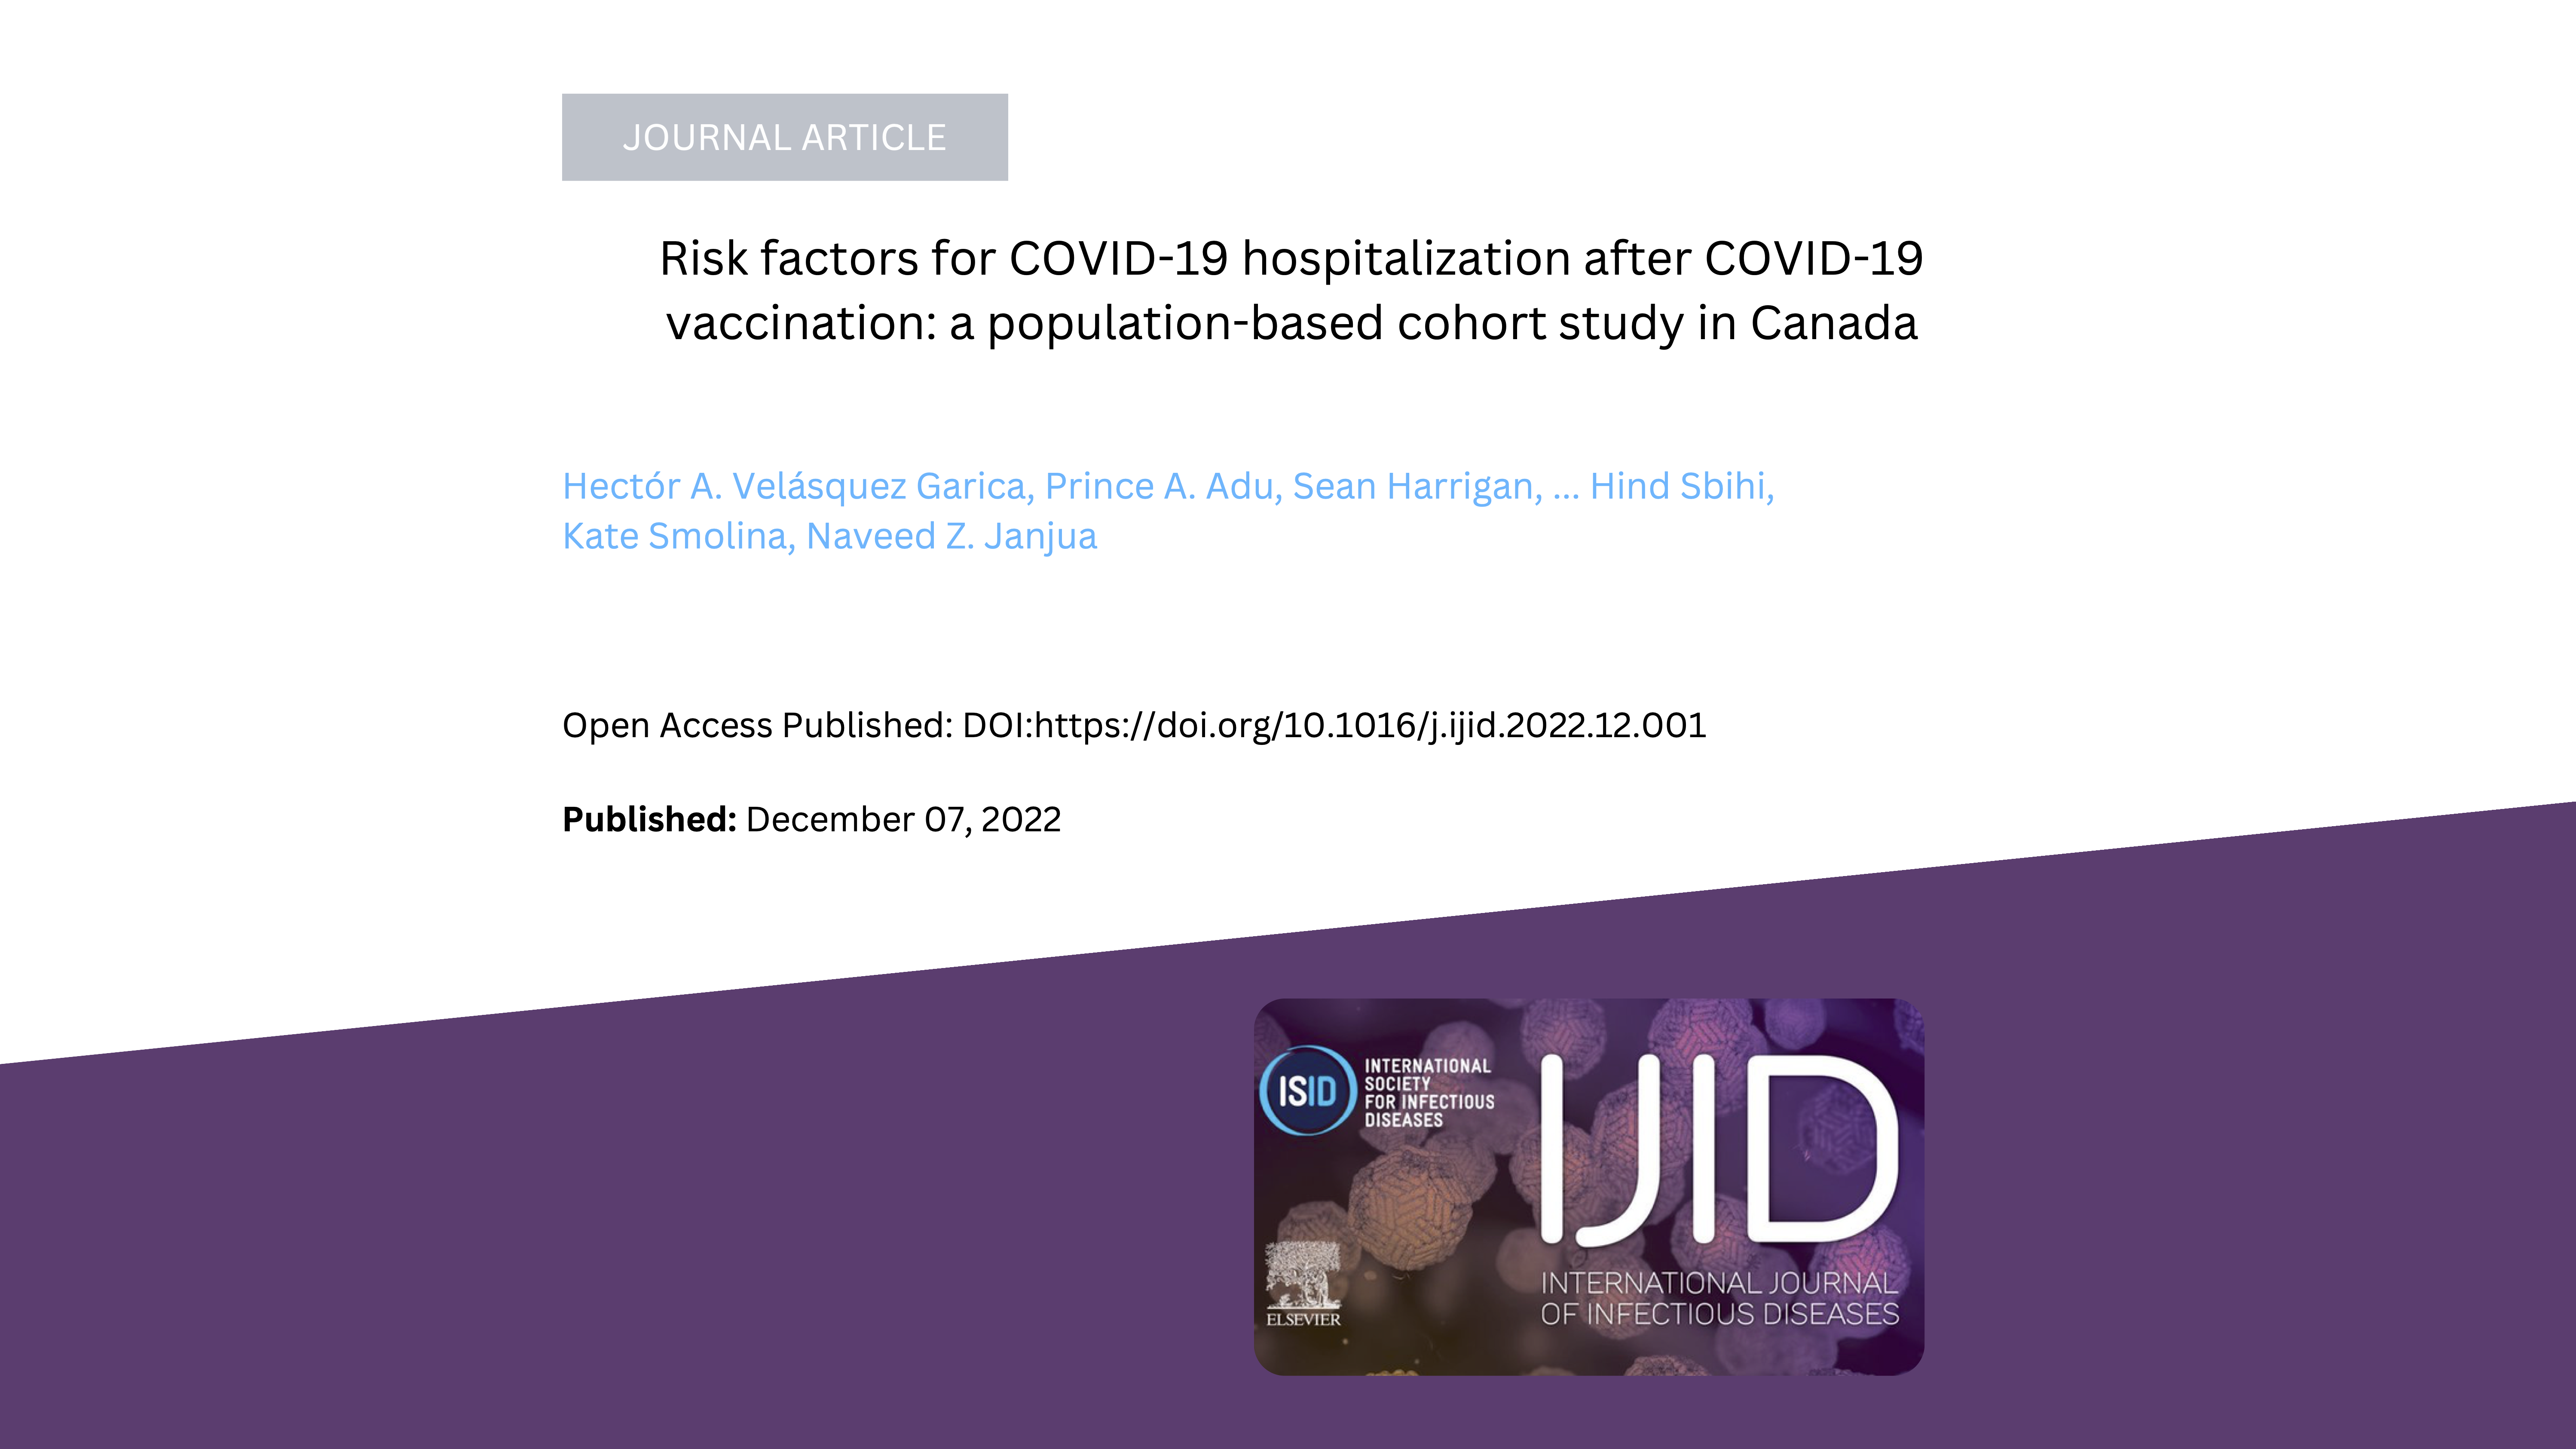 JOURNAL ARTICLE
Risk factors for COVID-19 hospitalization after COVID-19
vaccination: a population-based cohort study in Canada
Hectór A. Velásquez Garica, Prince A. Adu, Sean Harrigan, ... Hind Sbihi,
Kate Smolina, Naveed Z. Janjua
Open Access Published: DOI:https://doi.org/10.1016/j.ijid.2022.12.001
Published: December 07, 2022
ISID
INTERNATIONAL
SOCIETY
FOR INFECTIOUS
DISEASES
IJID
INTERNATIONAL JOURNAL
OF INFECTIOUS DISEASES
ELSEVIER